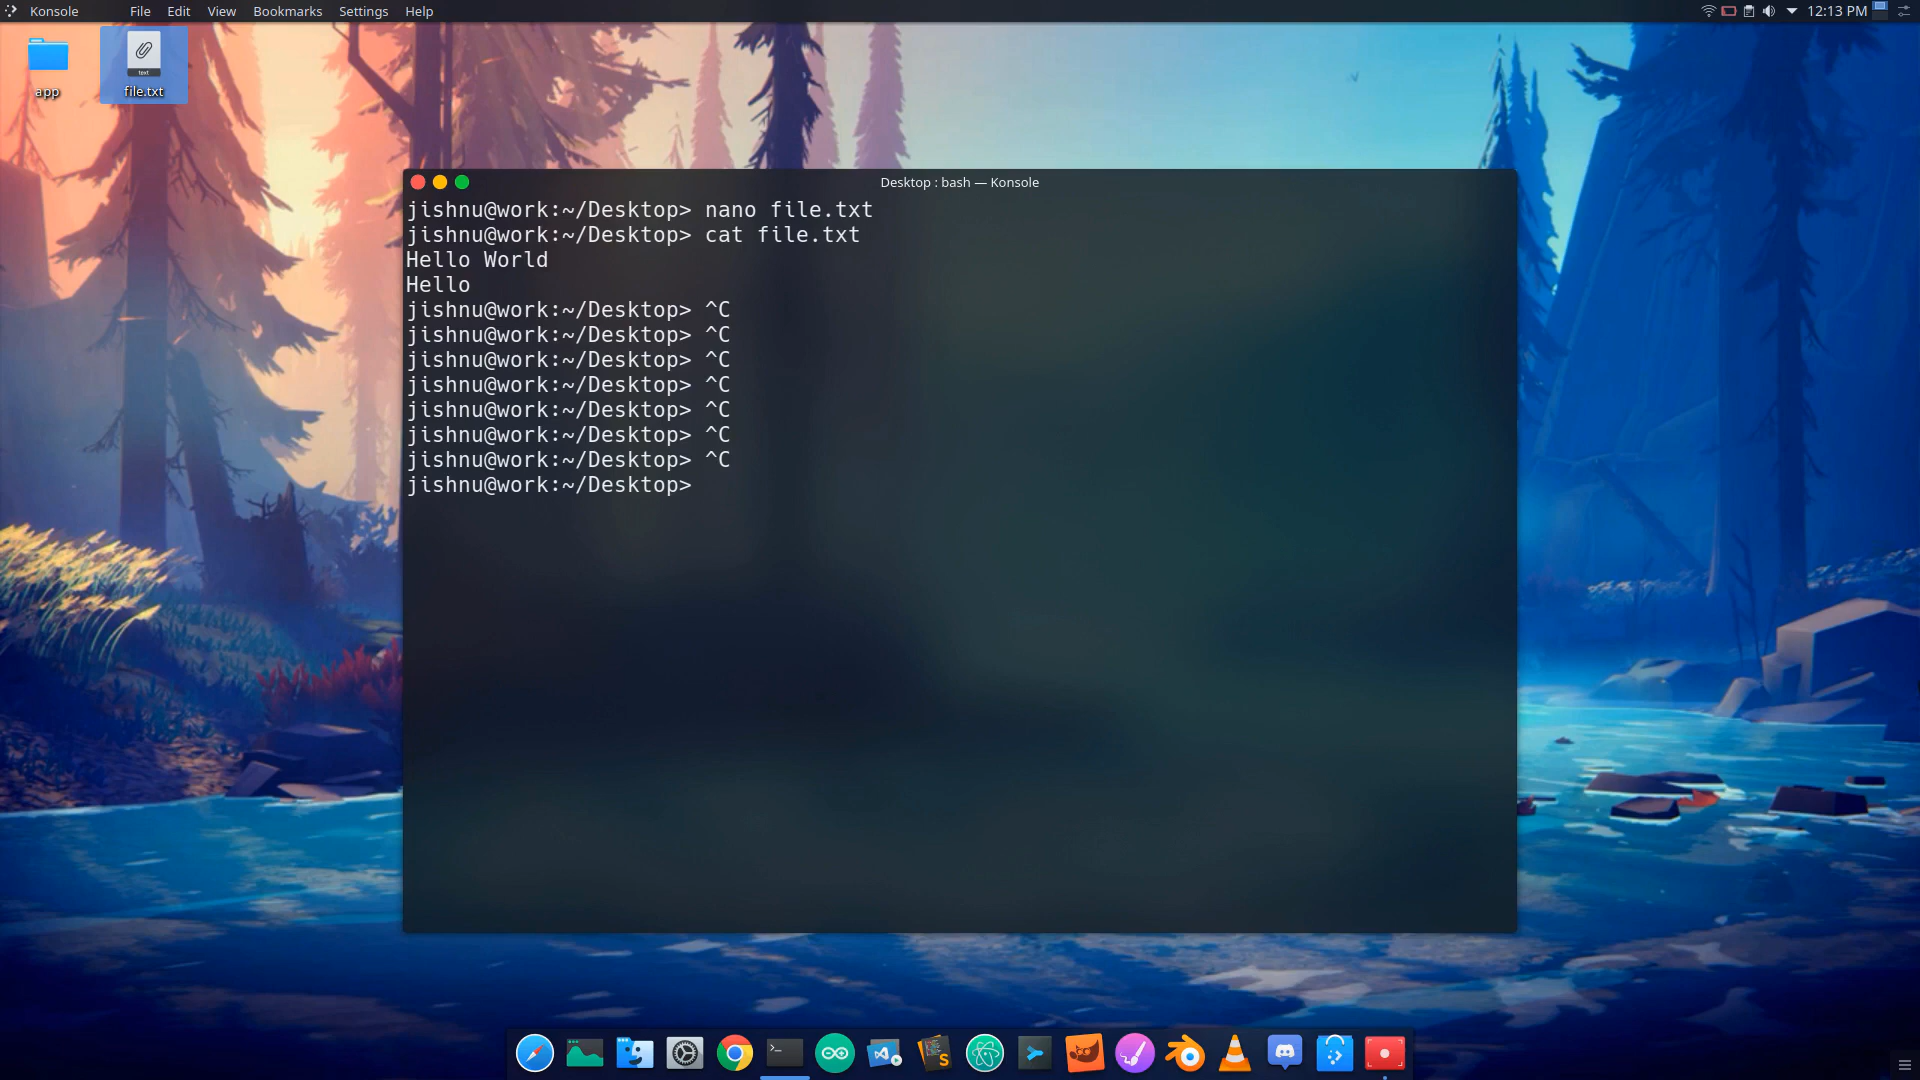 Konsole File Edit View Bookmarks Settings Help 12:13 PM
app
text
file.txt
Desktop : bash — Konsole
jishnu@work:~/Desktop> nano file.txt
jishnu@work:~/Desktop> cat file.txt
Hello World
Hello
jishnu@work:~/Desktop> ^C
jishnu@work:~/Desktop> ^C
jishnu@work:~/Desktop> ^C
jishnu@work:~/Desktop> ^C
jishnu@work:~/Desktop> ^C
jishnu@work:~/Desktop> ^C
jishnu@work:~/Desktop> ^C
jishnu@work:~/Desktop>